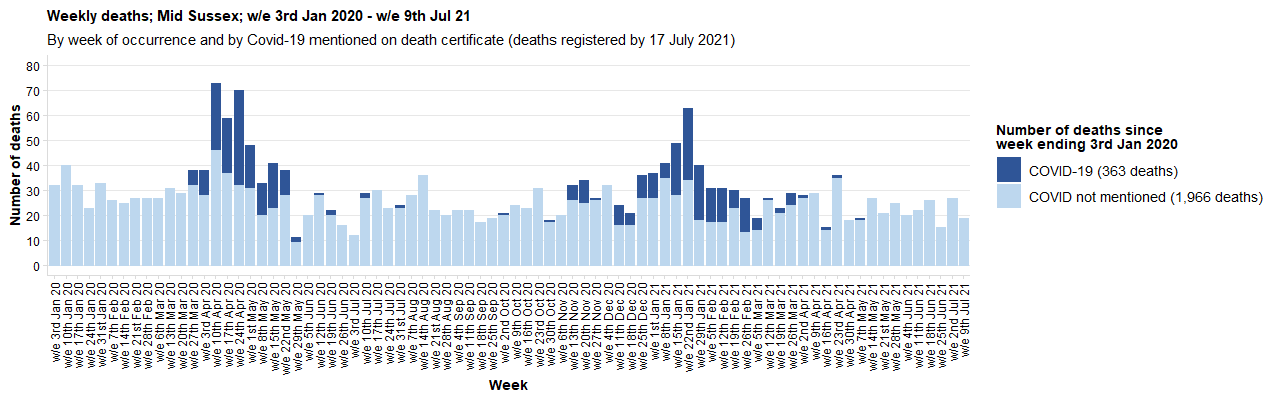 Weekly deaths; Mid Sussex; w/e 3rd Jan 2020 - w/e 9th Jul 21
By week of occurrence and by Covid-19 mentioned on death certificate (deaths registered by 17 July 2021)
Number of deaths
80
70
60
50
40
30
20
10
0
w/e 3rd Jan 20
w/e 10th Jan 20
w/e 17th Jan 20
w/e 24th Jan 20
w/e 31st Jan 20
w/e 7th Feb 20
w/e 14th Feb 20
w/e 21st Feb 20
w/e 28th Feb 20
w/e 6th Mar 20
w/e 13th Mar 20
w/e 20th Mar 20
w/e 27th Mar 20
w/e 3rd Apr 20
w/e 10th Apr 20
w/e 17th Apr 20
w/e 24th Apr 20
w/e 1st May 20
w/e 8th May 20
w/e 15th May 20
w/e 22nd May 20
w/e 29th May 20
w/e 5th Jun 20
w/e 12th Jun 20
w/e 19th Jun 20
w/e 26th Jun 20
w/e 3rd Jul 20
w/e 10th Jul 20
w/e 17th Jul 20
w/e 24th Jul 20
w/e 31st Jul 20
w/e 7th Aug 20
w/e 14th Aug 20
w/e 21st Aug 20
w/e 28th Aug 20
w/e 4th Sep 20
w/e 11th Sep 20
w/e 18th Sep 20
w/e 25th Sep 20
w/e 2nd Oct 20
w/e 9th Oct 20
w/e 16th Oct 20
w/e 23rd Oct 20
w/e 30th Oct 20
w/e 6th Nov 20
w/e 13th Nov 20
w/e 20th Nov 20
w/e 27th Nov 20
w/e 4th Dec 20
w/e 11th Dec 20
w/e 18th Dec 20
w/e 25th Dec 20
w/e 1st Jan 21
w/e 8th Jan 21
w/e 15th Jan 21
w/e 22nd Jan 21
w/e 29th Jan 21
w/e 5th Feb 21
w/e 12th Feb 21
w/e 19th Feb 21
w/e 26th Feb 21
w/e 5th Mar 21
w/e 12th Mar 21
w/e 19th Mar 21
w/e 26th Mar 21
w/e 2nd Apr 21
w/e 9th Apr 21
w/e 16th Apr 21
w/e 23rd Apr 21
w/e 30th Apr 21
w/e 7th May 21
w/e 14th May 21
w/e 21st May 21
w/e 28th May 21
w/e 4th Jun 21
w/e 11th Jun 21
w/e 18th Jun 21
w/e 25th Jun 21
w/e 2nd Jul 21
w/e 9th Jul 21
Week
Number of deaths since
week ending 3rd Jan 2020
COVID-19 (363 deaths)
COVID not mentioned (1,966 deaths)